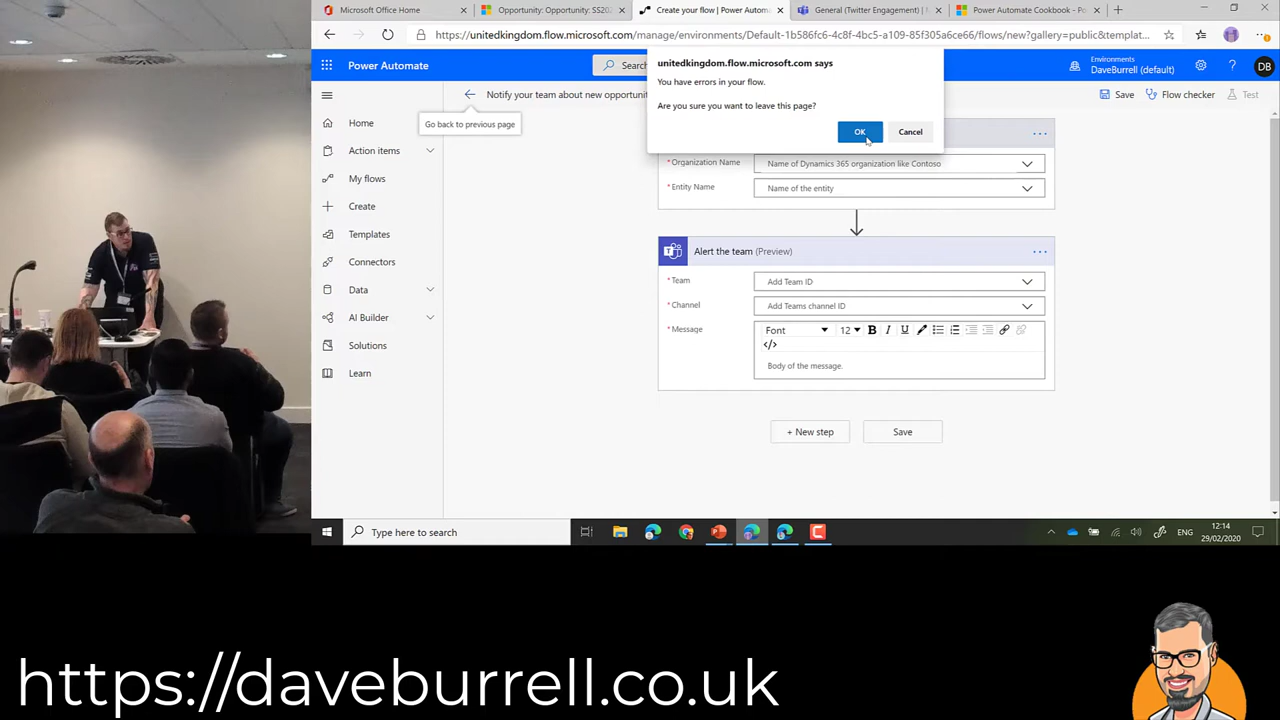 Microsoft Office Home
Opportunity: Opportunity: SS202
Create your flow | Power Autom
General (Twitter Engagement) | M
Power Automate Cookbook - Po
https://unitedkingdom.flow.microsoft.com/manage/environments/Default-1b586fc6-4c8f-4bc5-a109-85f305a6ce66/flows/new?gallery=public&templat...
unitedkingdom.flow.microsoft.com says
You have errors in your flow.
Are you sure you want to leave this page?
OK
Cancel
Power Automate
Search
Environments
DaveBurrell (default)
?
DB
Notify your team about new opportunit
Save
Flow checker
Test
Go back to previous page
Home
Action items
My flows
Create
Templates
Connectors
Data
AI Builder
Solutions
Learn
* Organization Name
Name of Dynamics 365 organization like Contoso
* Entity Name
Name of the entity
Alert the team (Preview)
* Team
Add Team ID
* Channel
Add Teams channel ID
* Message
Font
12
B
I
U
</>
Body of the message.
+ New step
Save
Type here to search
ENG
12:14
29/02/2020
https://daveburrell.co.uk